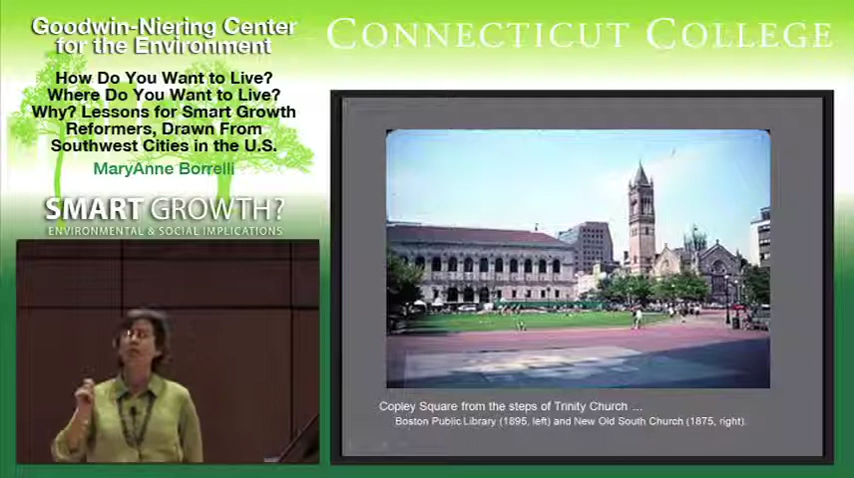 Goodwin-Niering Center
for the Environment
CONNECTICUT COLLEGE
How Do You Want to Live?
Where Do You Want to Live?
Why? Lessons for Smart Growth
Reformers, Drawn From
Southwest Cities in the U.S.
MaryAnne Borrelli
SMART GROWTH?
ENVIRONMENTAL & SOCIAL IMPLICATIONS
Copley Square from the steps of Trinity Church ...
Boston Public Library (1895, left) and New Old South Church (1875, right).